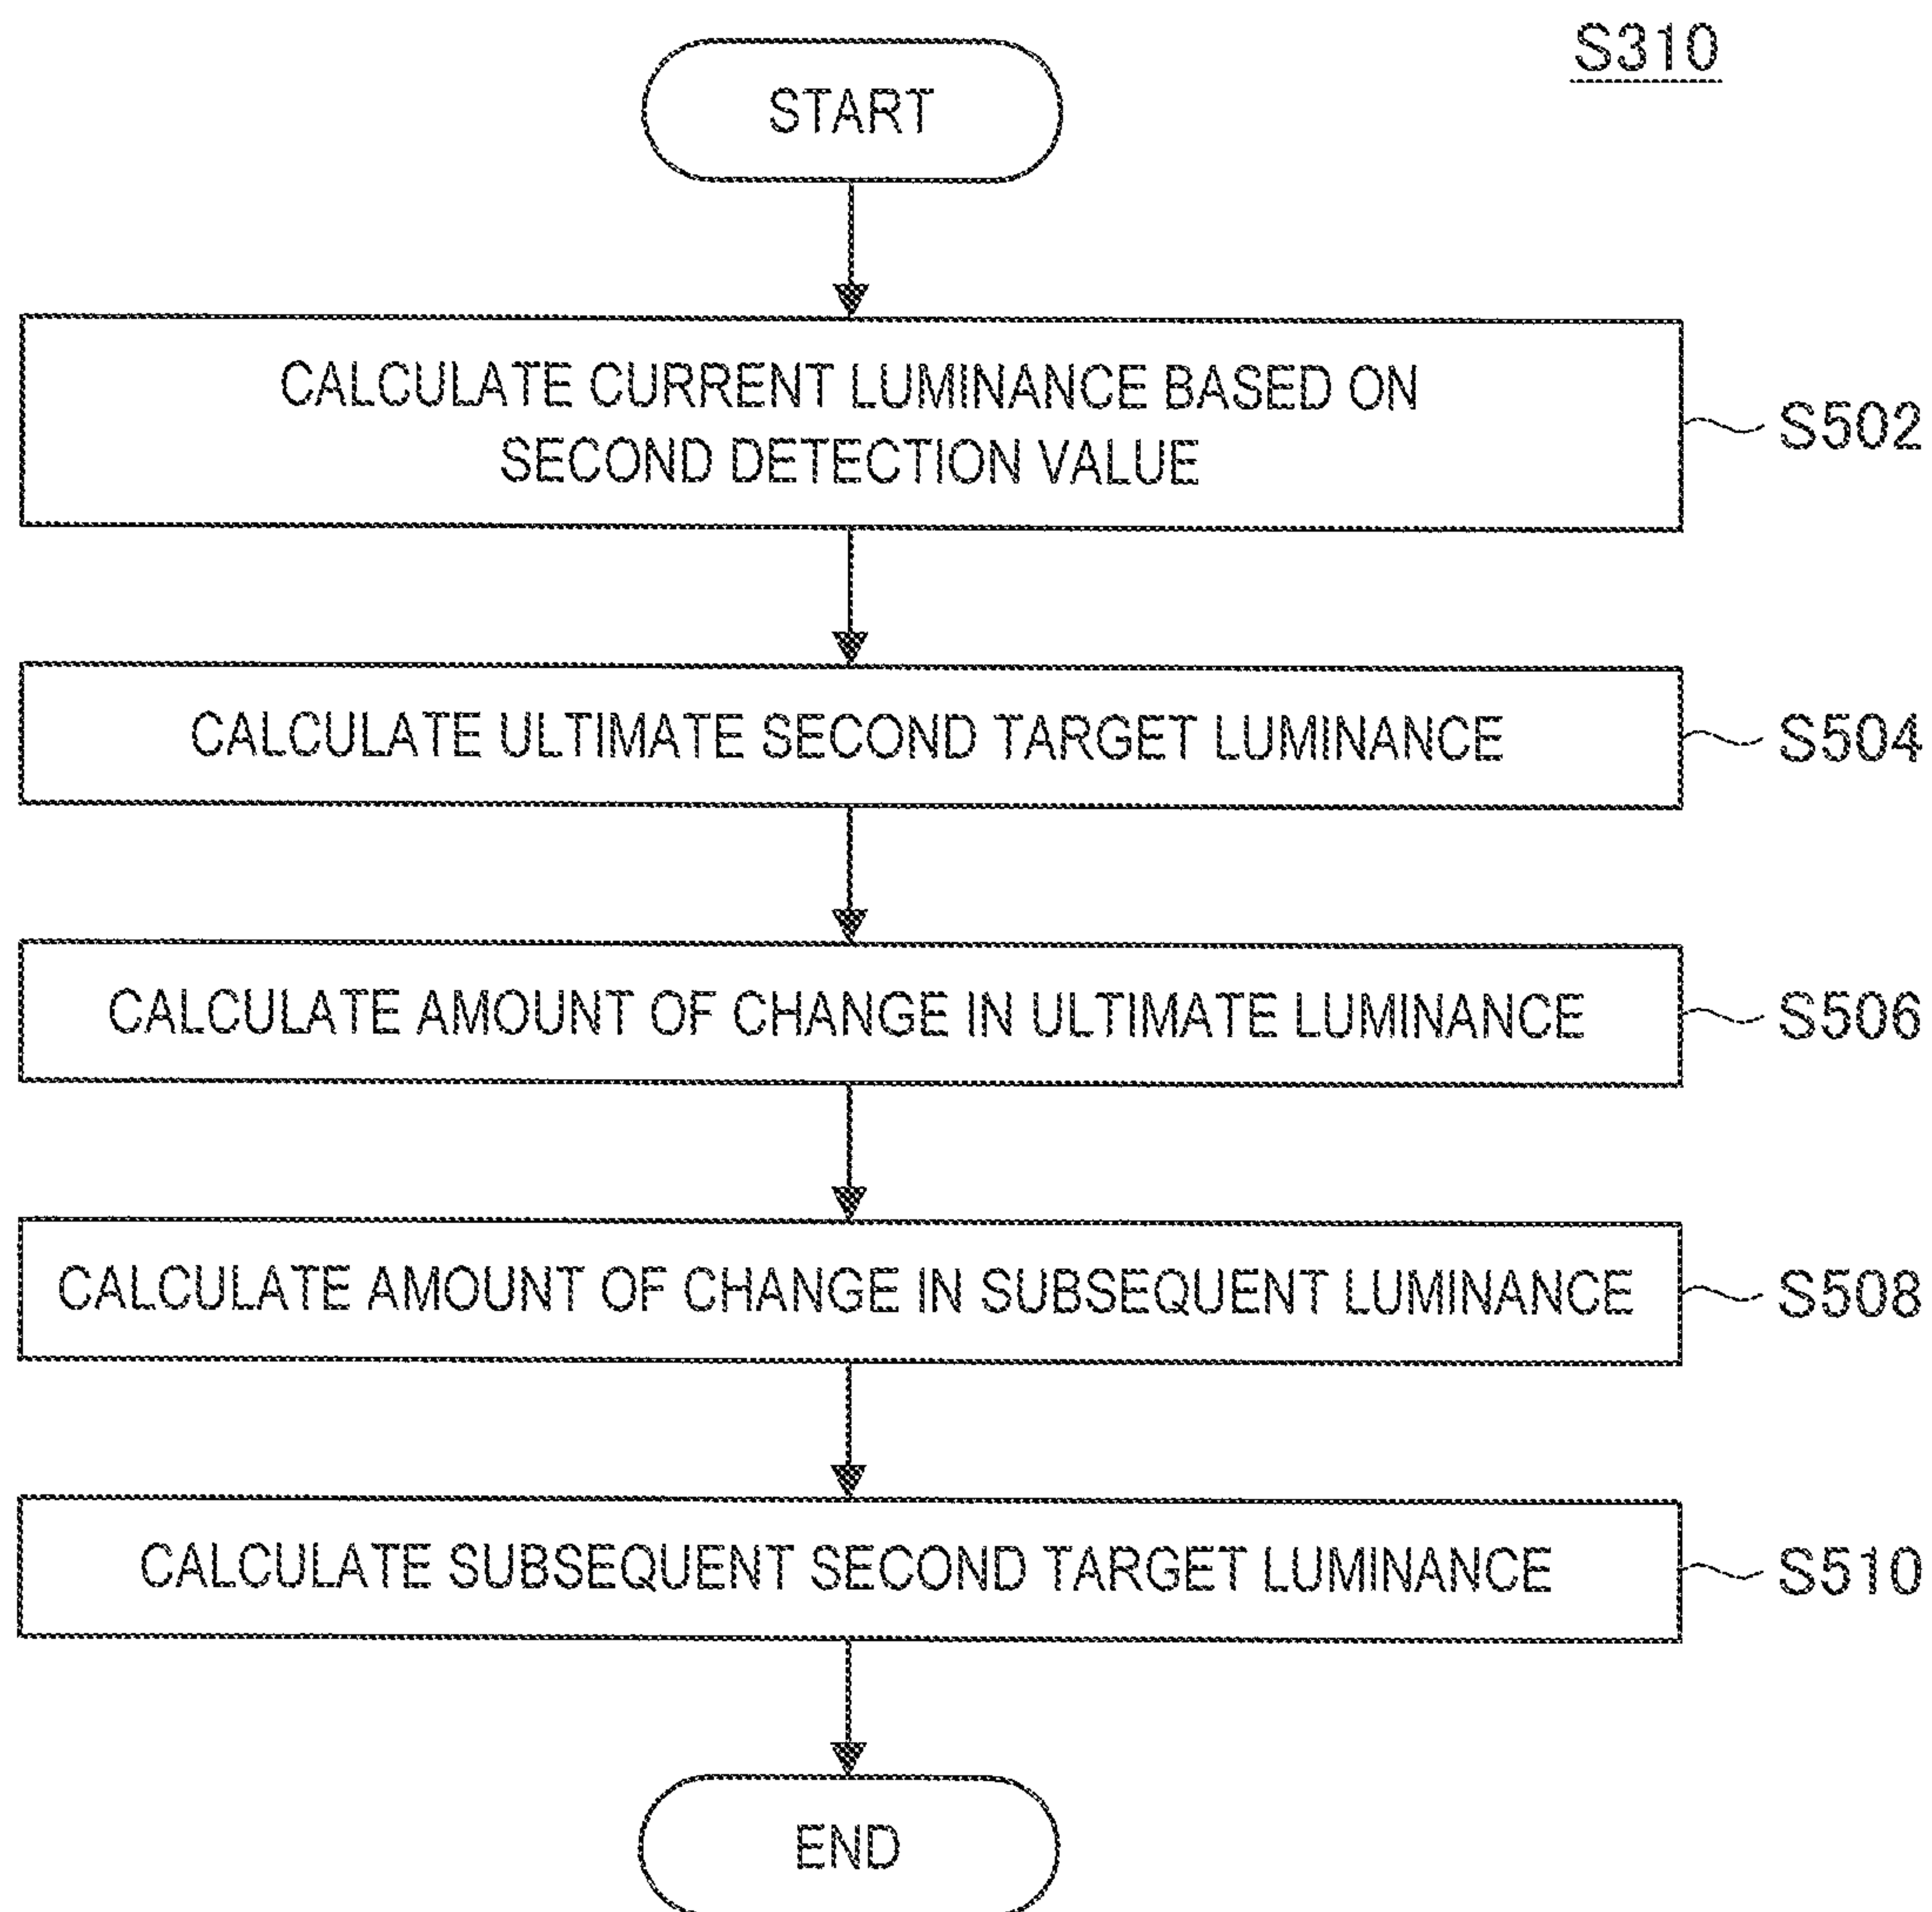 S310
START
CALCULATE CURRENT LUMINANCE BASED ON
SECOND DETECTION VALUE
S502
CALCULATE ULTIMATE SECOND TARGET LUMINANCE
S504
CALCULATE AMOUNT OF CHANGE IN ULTIMATE LUMINANCE
S506
CALCULATE AMOUNT OF CHANGE IN SUBSEQUENT LUMINANCE
S508
CALCULATE SUBSEQUENT SECOND TARGET LUMINANCE
S510
END